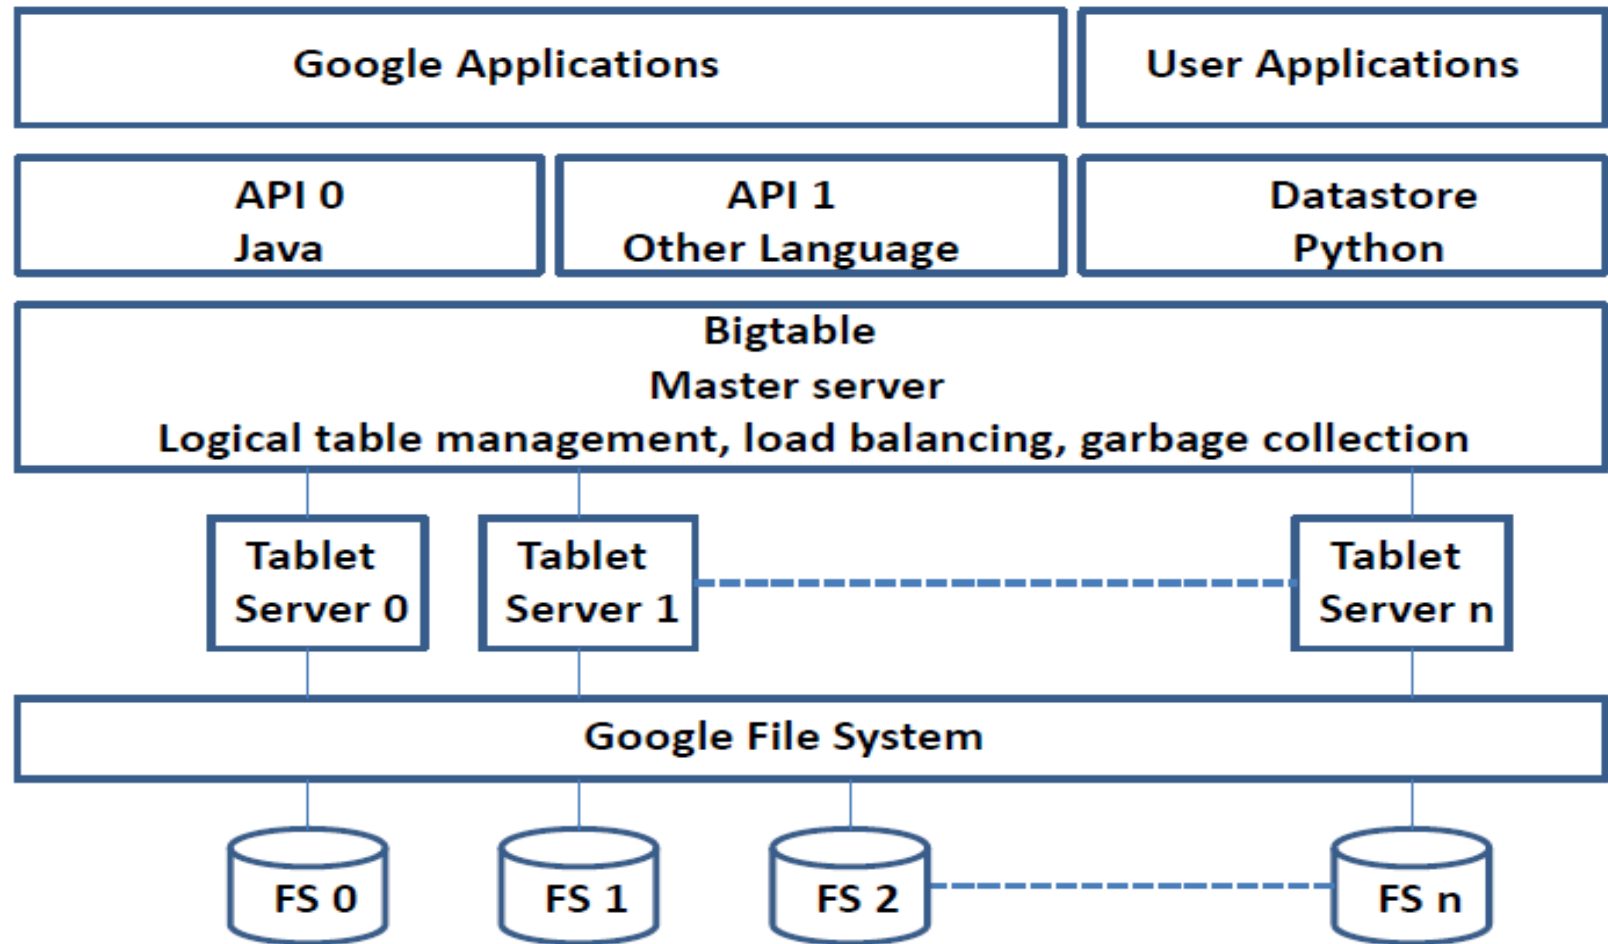 Google Applications
User Applications
API 0
Java
API 1
Other Language
Datastore
Python
Bigtable
Master server
Logical table management, load balancing, garbage collection
Tablet
Server 0
Tablet
Server 1
Tablet
Server n
Google File System
FS 0
FS 1
FS 2
FS n